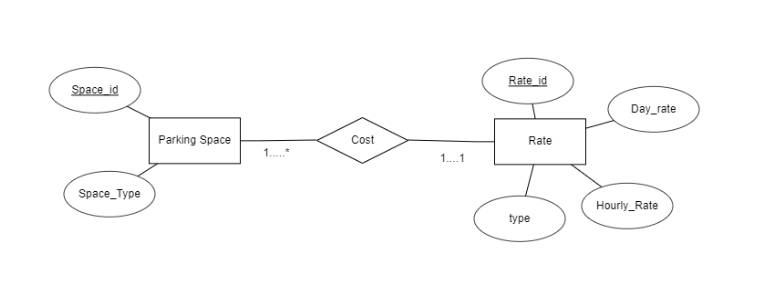 Space_id
Parking Space
Space_Type
1.....*
Cost
1....1
Rate_id
Rate
Day_rate
Hourly_Rate
type